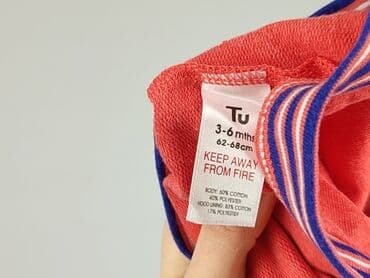 Tu
3-6 mths
62-68cm
KEEP AWAY
FROM FIRE
BODY: 60% COTTON
40% POLYESTER
HOOD LINING: 83% COTTON
17% POLYESTER